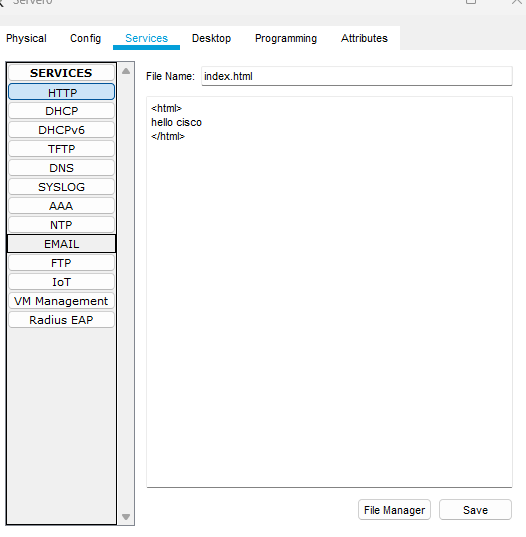 Server0
Physical Config Services Desktop Programming Attributes
SERVICES
HTTP
DHCP
DHCPv6
TFTP
DNS
SYSLOG
AAA
NTP
EMAIL
FTP
IoT
VM Management
Radius EAP
File Name: index.html
<html>
hello cisco
</html>
File Manager Save